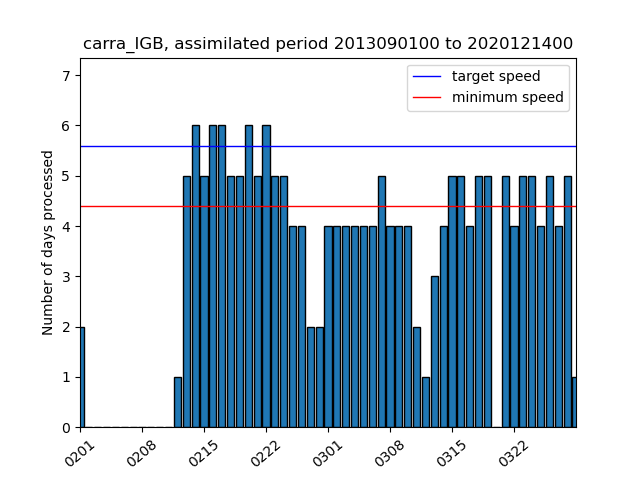 carra_IGB, assimilated period 2013090100 to 2020121400
target speed
minimum speed
Number of days processed
7
6
5
4
3
2
1
0
0201 0208 0215 0222 0301 0308 0315 0322